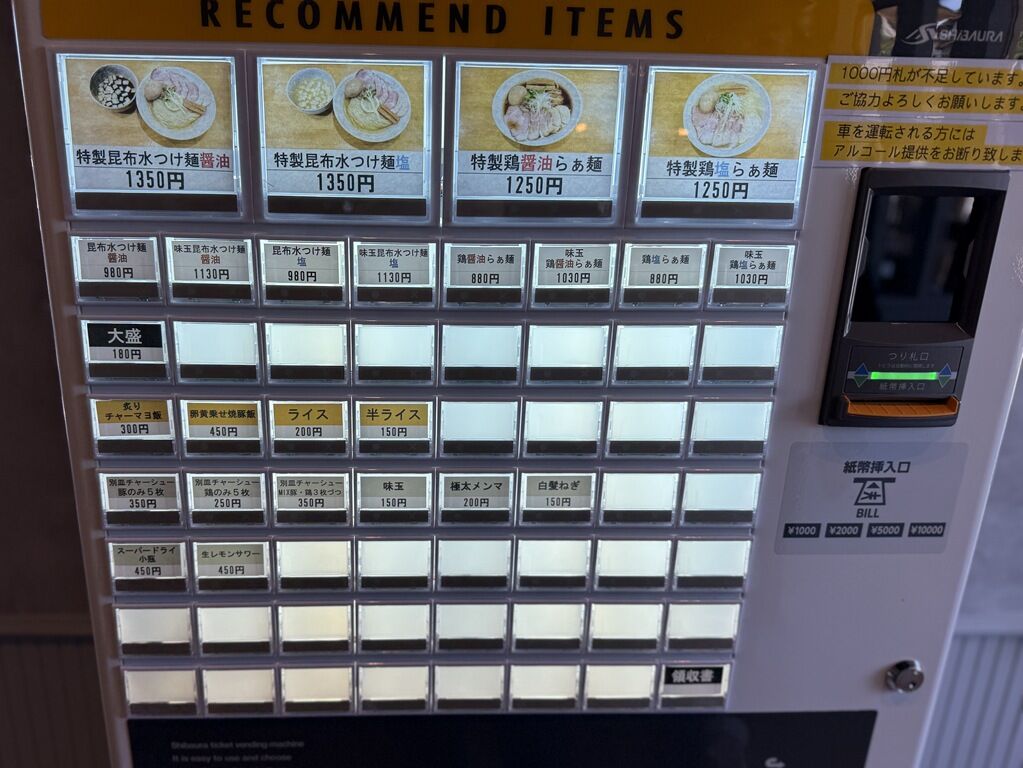 RECOMMEND ITEMS
SHIBAURA
1000円札が不足しています。
ご協力よろしくお願いします
車を運転される方には
アルコール提供をお断り致しま
特製昆布水つけ麺醤油
1350円
特製昆布水つけ麺塩
1350円
特製鶏醤油らぁ麺
1250円
特製鶏塩らぁ麺
1250円
昆布水つけ麺
醤油
980円
味玉昆布水つけ麺
醤油
1130円
昆布水つけ麺
塩
980円
味玉昆布水つけ麺
塩
1130円
鶏醤油らぁ麺
880円
味玉
鶏醤油らぁ麺
1030円
鶏塩らぁ麺
880円
味玉
鶏塩らぁ麺
1030円
大盛
180円
炙り
チャーマヨ飯
300円
卵黄乗せ焼豚飯
450円
ライス
200円
半ライス
150円
別皿チャーシュー
豚のみ5枚
350円
別皿チャーシュー
鶏のみ5枚
250円
別皿チャーシュー
MIX豚・鶏3枚づつ
350円
味玉
150円
極太メンマ
200円
白髪ねぎ
150円
スーパードライ
小瓶
450円
生レモンサワー
450円
領収書
つり札口
紙幣挿入口
紙幣挿入口
BILL
¥1000 ¥2000 ¥5000 ¥10000
Shibaura ticket vending machine
It is easy to use and choose